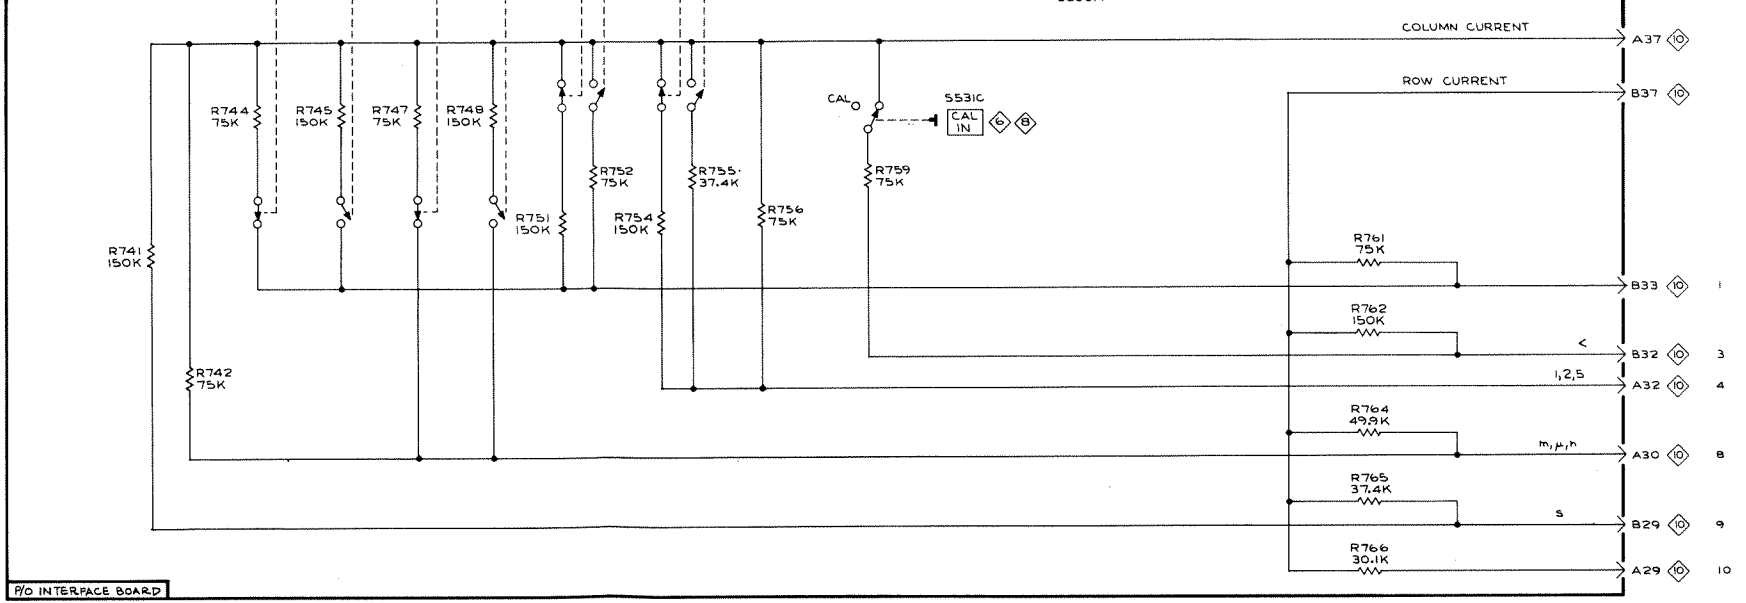 COLUMN CURRENT
A37 10
ROW CURRENT
B37 10
CAL
S531C
CAL
IN
6 8
R744
75K
R745
150K
R747
75K
R748
150K
R752
75K
R755
37.4K
R759
75K
R751
150K
R754
150K
R756
75K
R741
150K
R761
75K
B33 10 1
R762
150K
<
B32 10 3
1,2,5
A32 10 4
R742
75K
R764
49.9K
m,μ,n
A30 10 8
R765
37.4K
s
B29 10 9
R766
30.1K
A29 10 10
P/O INTERFACE BOARD